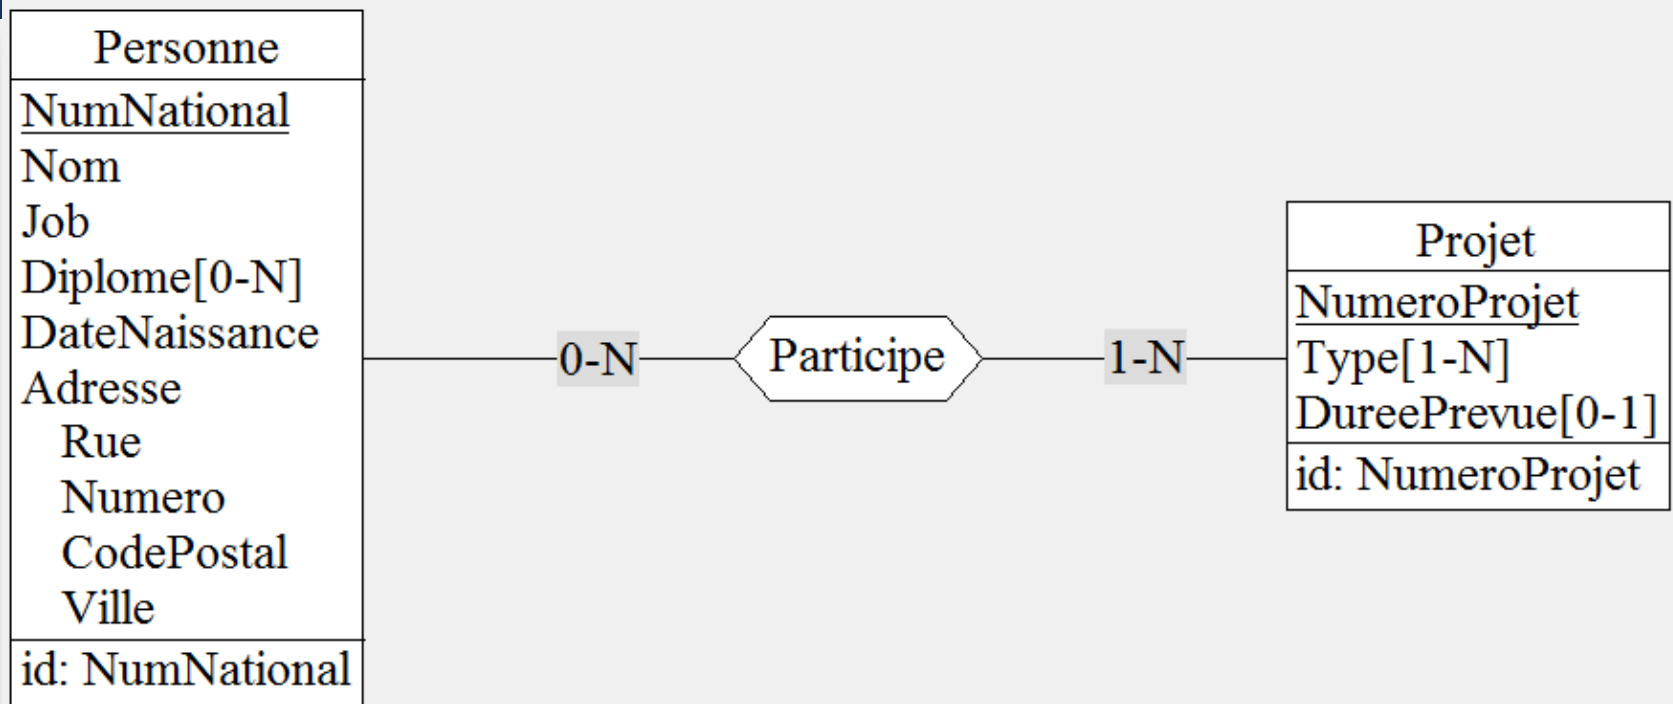 Personne
NumNational
Nom
Job
Diplome[0-N]
DateNaissance
Adresse
Rue
Numero
CodePostal
Ville
id: NumNational
0-N
Participe
1-N
Projet
NumeroProjet
Type[1-N]
DureePrevue[0-1]
id: NumeroProjet